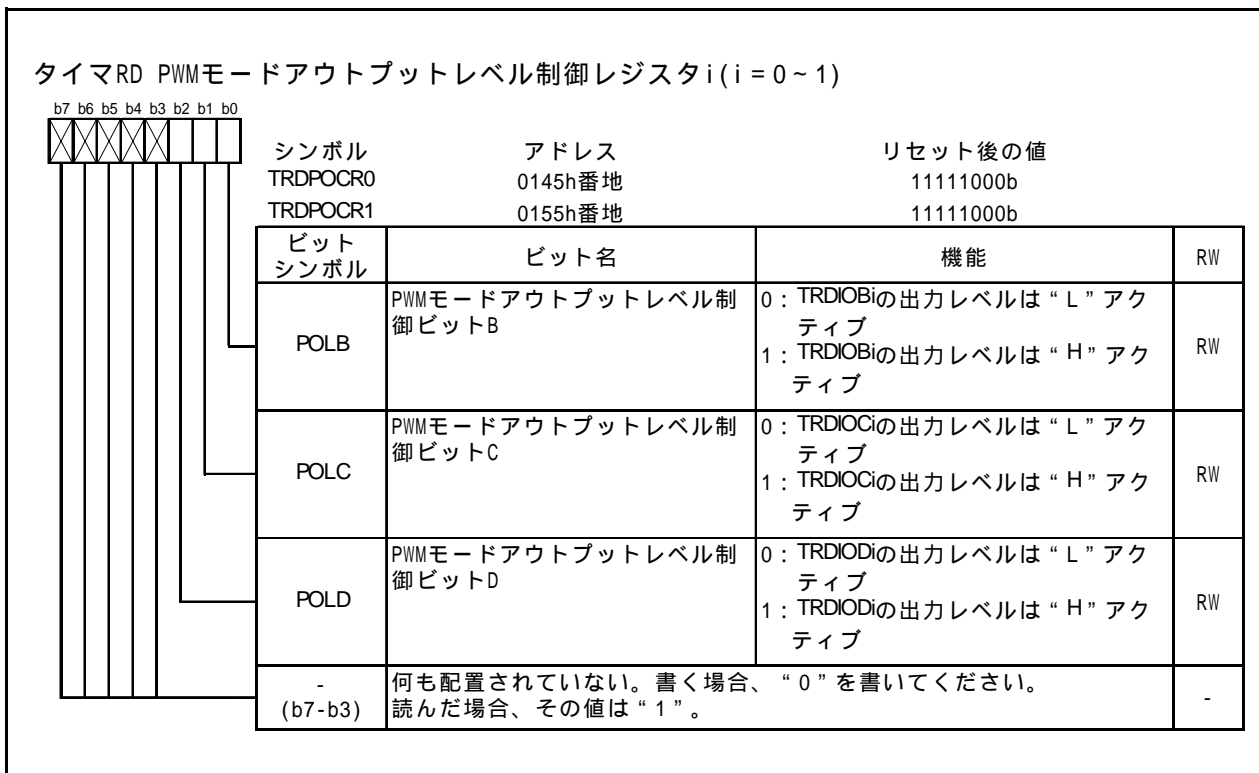 タイマRD PWMモードアウトプットレベル制御レジスタi(i=0~1)
b7 b6 b5 b4 b3 b2 b1 b0
シンボル アドレス リセット後の値
TRDPOCR0 0145h番地 11111000b
TRDPOCR1 0155h番地 11111000b
ビット
シンボル
ビット名 機能 RW
POLB
PWMモードアウトプットレベル制
御ビットB
0：TRDIOBiの出力レベルは“L”アク
ティブ
1：TRDIOBiの出力レベルは“H”アク
ティブ
RW
POLC
PWMモードアウトプットレベル制
御ビットC
0：TRDIOCiの出力レベルは“L”アク
ティブ
1：TRDIOCiの出力レベルは“H”アク
ティブ
RW
POLD
PWMモードアウトプットレベル制
御ビットD
0：TRDIODiの出力レベルは“L”アク
ティブ
1：TRDIODiの出力レベルは“H”アク
ティブ
RW
-
(b7-b3)
何も配置されていない。書く場合、“0”を書いてください。
読んだ場合、その値は“1”。
-